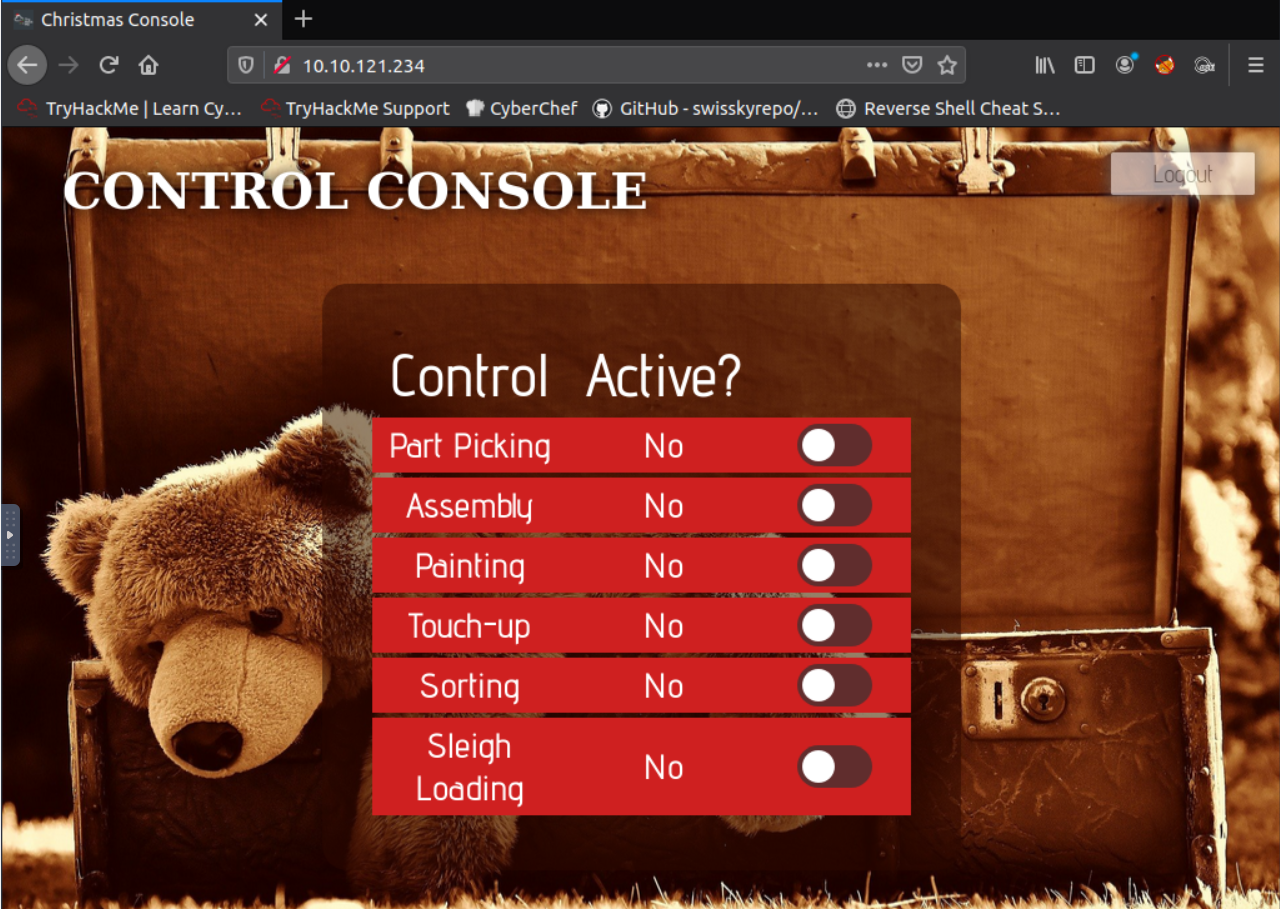 Christmas Console
10.10.121.234
TryHackMe | Learn Cy...
TryHackMe Support
CyberChef
GitHub - swisskyrepo/...
Reverse Shell Cheat S...
CONTROL CONSOLE
Logout
Control Active?
Part Picking No
Assembly No
Painting No
Touch-up No
Sorting No
Sleigh
Loading No